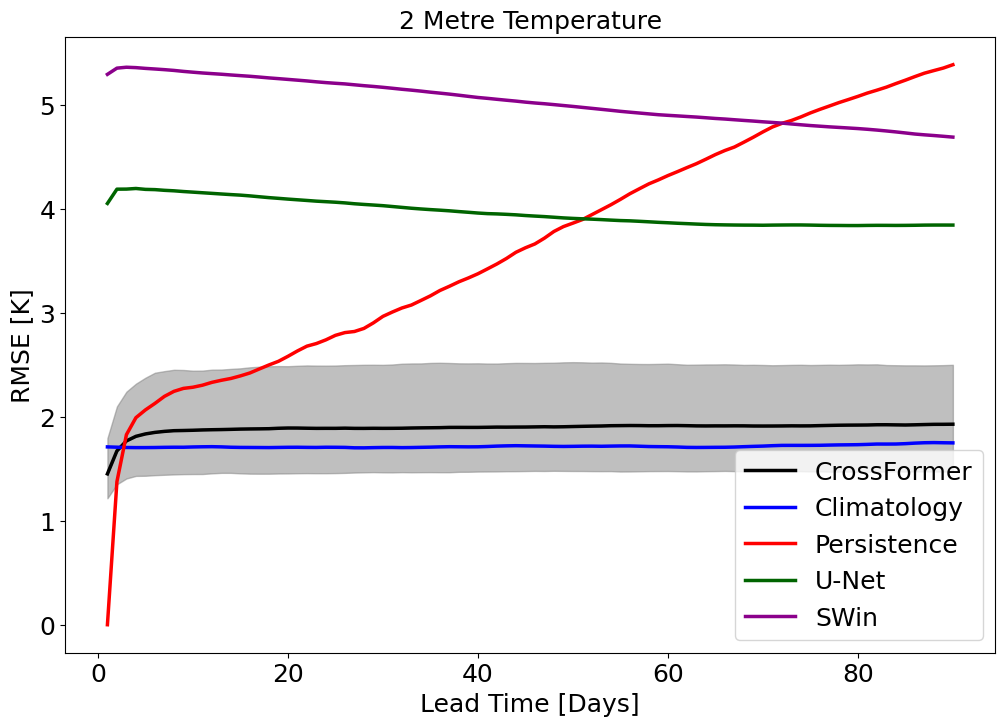 2 Metre Temperature
RMSE [K]
5
4
3
2
1
0
0 20 40 60 80
Lead Time [Days]
CrossFormer
Climatology
Persistence
U-Net
SWin